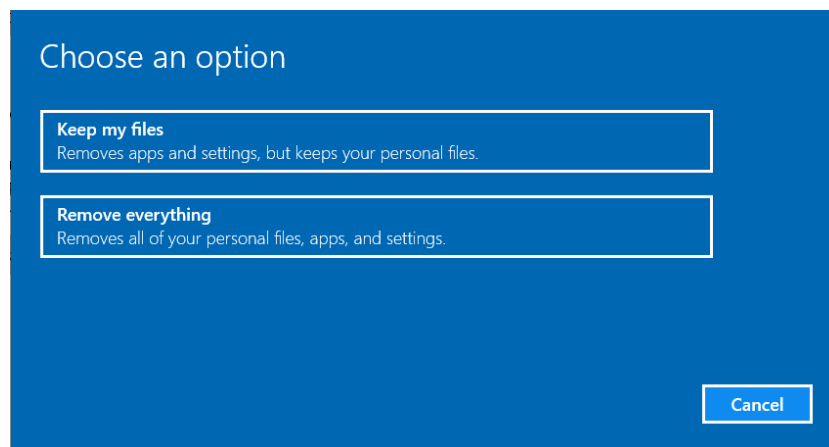 Choose an option
Keep my files
Removes apps and settings, but keeps your personal files.
Remove everything
Removes all of your personal files, apps, and settings.
Cancel